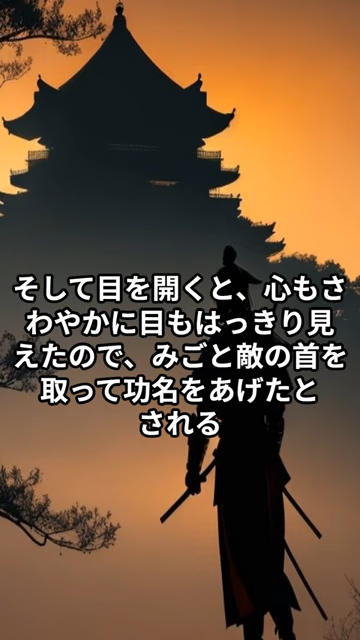 そして目を開くと、心もさ
わやかに目もはっきり見
えたので、みごと敵の首を
取って功名をあげたと
される